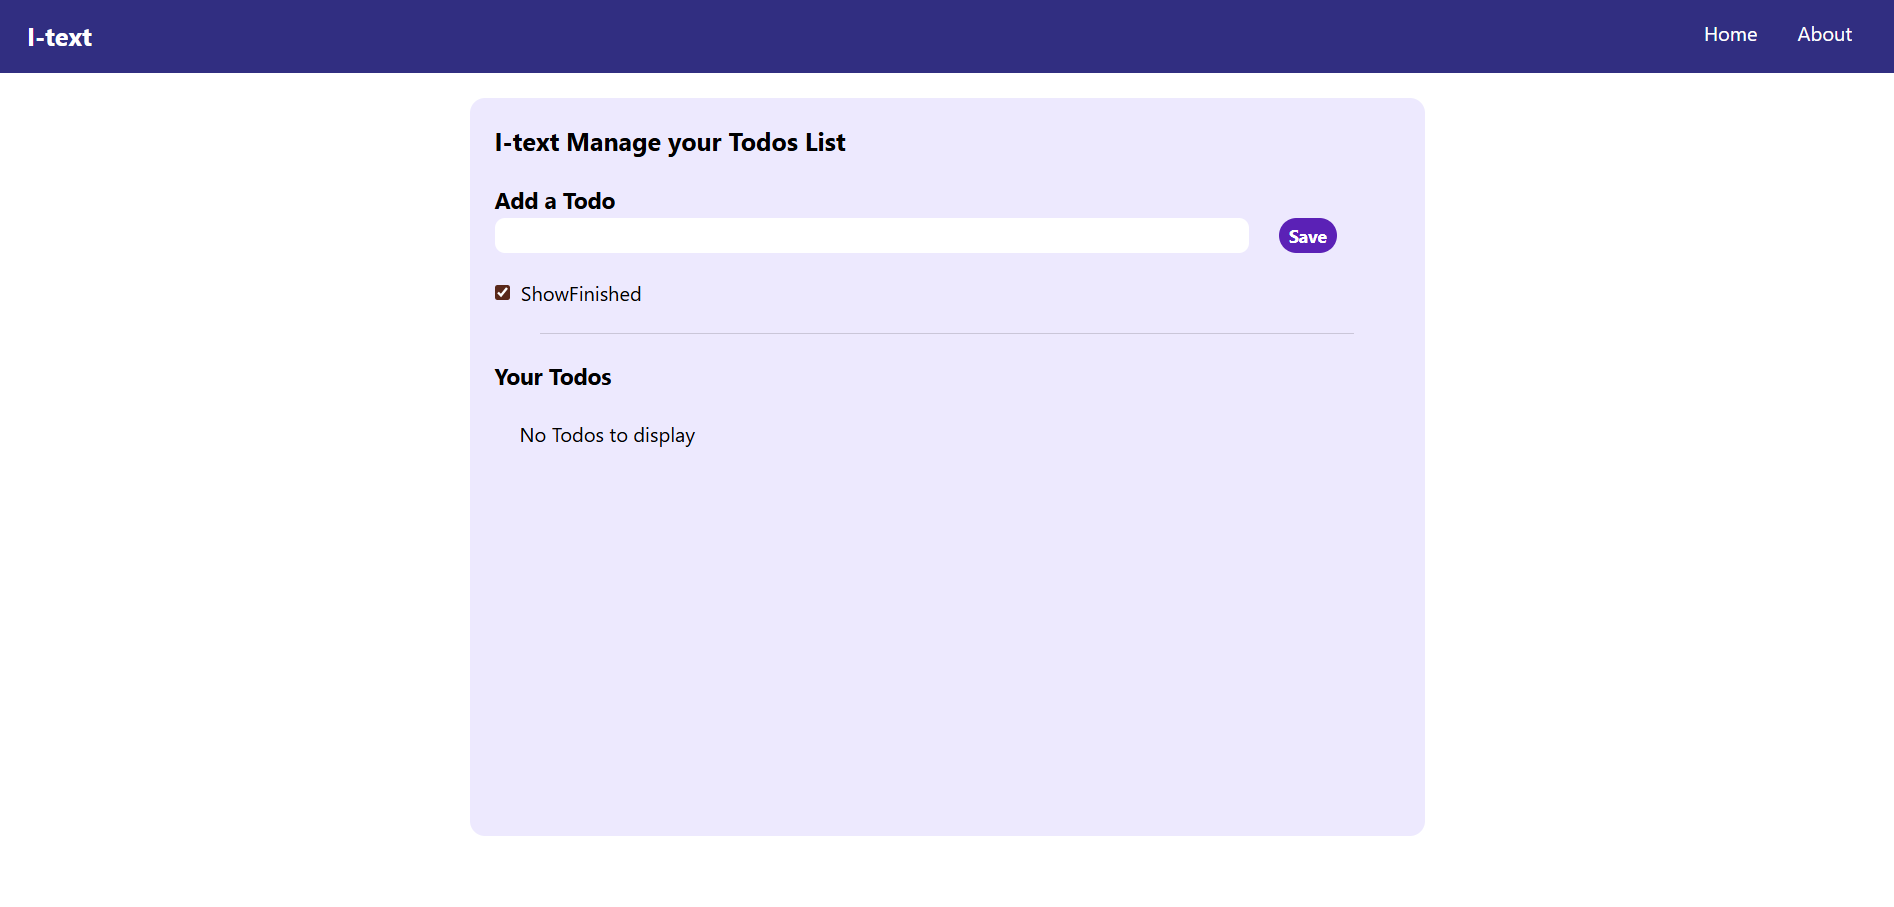 I-text
Home About
I-text Manage your Todos List
Add a Todo
Save
ShowFinished
Your Todos
No Todos to display